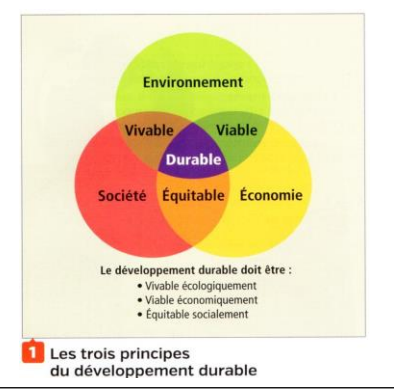 Environnement
Vivable Viable
Durable
Société Équitable Économie
Le développement durable doit être :
• Vivable écologiquement
• Viable économiquement
• Équitable socialement
1 Les trois principes
du développement durable